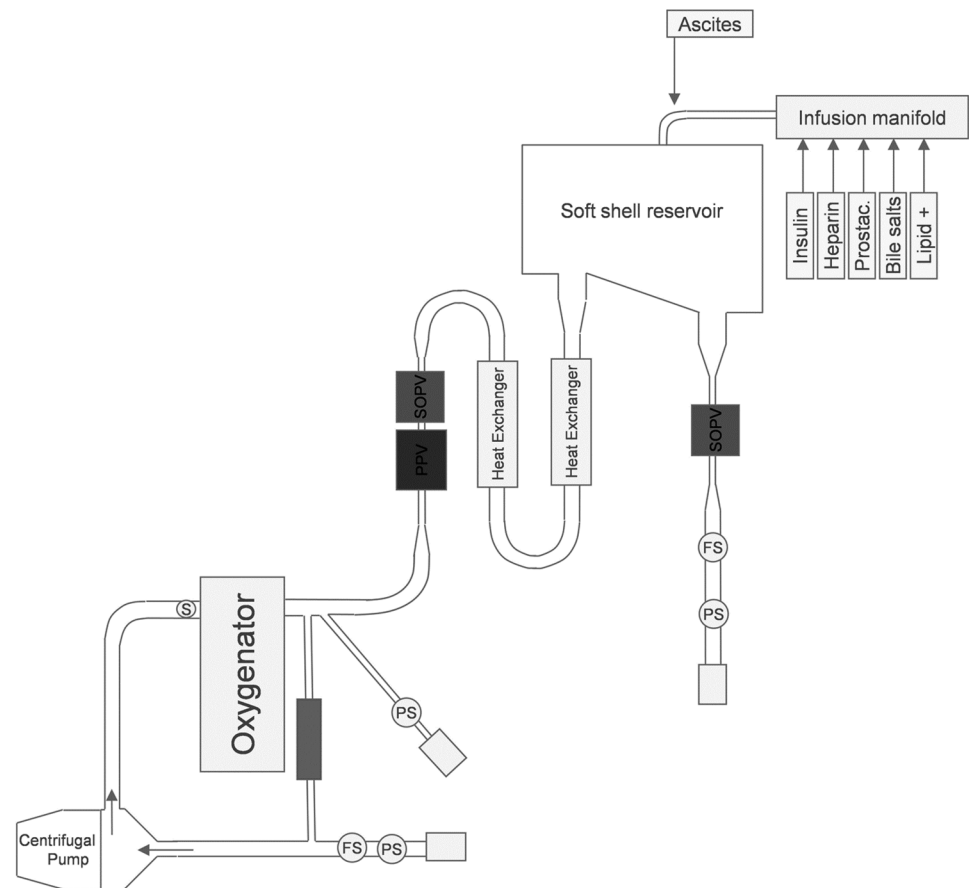 Ascites
Infusion manifold
Insulin
Heparin
Prostac.
Bile salts
Lipid +
Soft shell reservoir
SOPV
PPV
Heat Exchanger
Heat Exchanger
SOPV
FS
PS
S
Oxygenator
PS
Centrifugal
Pump
FS
PS